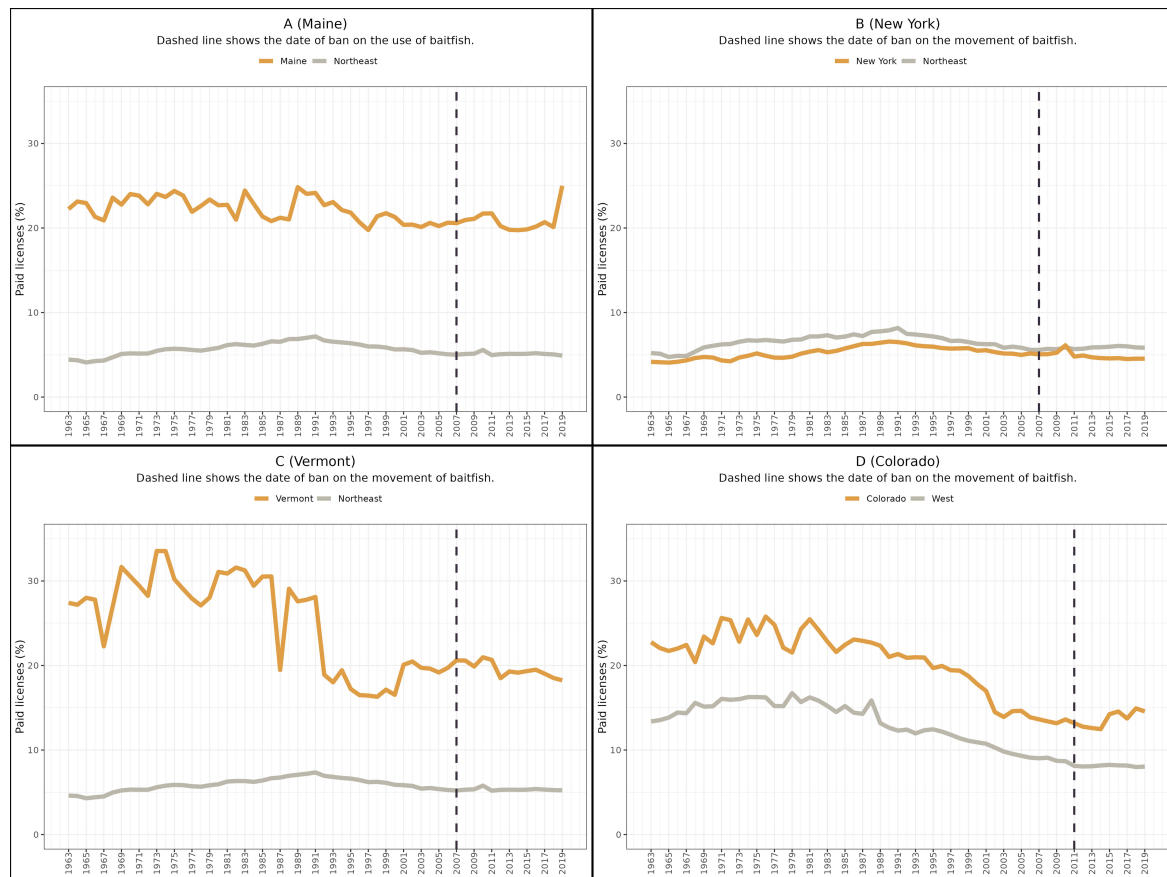 A (Maine)
Dashed line shows the date of ban on the use of baitfish.
Maine Northeast
Paid licenses (%)
30
20
10
0
1963 1965 1967 1969 1971 1973 1975 1977 1979 1981 1983 1985 1987 1989 1991 1993 1995 1997 1999 2001 2003 2005 2007 2009 2011 2013 2015 2017 2019
B (New York)
Dashed line shows the date of ban on the movement of baitfish.
New York Northeast
Paid licenses (%)
30
20
10
0
1963 1965 1967 1969 1971 1973 1975 1977 1979 1981 1983 1985 1987 1989 1991 1993 1995 1997 1999 2001 2003 2005 2007 2009 2011 2013 2015 2017 2019
C (Vermont)
Dashed line shows the date of ban on the movement of baitfish.
Vermont Northeast
Paid licenses (%)
30
20
10
0
1963 1965 1967 1969 1971 1973 1975 1977 1979 1981 1983 1985 1987 1989 1991 1993 1995 1997 1999 2001 2003 2005 2007 2009 2011 2013 2015 2017 2019
D (Colorado)
Dashed line shows the date of ban on the movement of baitfish.
Colorado West
Paid licenses (%)
30
20
10
0
1963 1965 1967 1969 1971 1973 1975 1977 1979 1981 1983 1985 1987 1989 1991 1993 1995 1997 1999 2001 2003 2005 2007 2009 2011 2013 2015 2017 2019